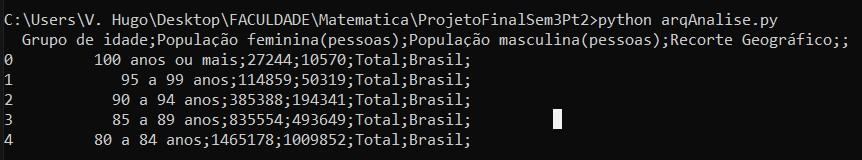 C:\Users\V. Hugo\Desktop\FACULDADE\Matematica\ProjetoFinalSem3Pt2>python arqAnalise.py
Grupo de idade;População feminina(pessoas);População masculina(pessoas);Recorte Geográfico;;
0 100 anos ou mais;27244;10570;Total;Brasil;
1 95 a 99 anos;114859;50319;Total;Brasil;
2 90 a 94 anos;385388;194341;Total;Brasil;
3 85 a 89 anos;835554;493649;Total;Brasil;
4 80 a 84 anos;1465178;1009852;Total;Brasil;